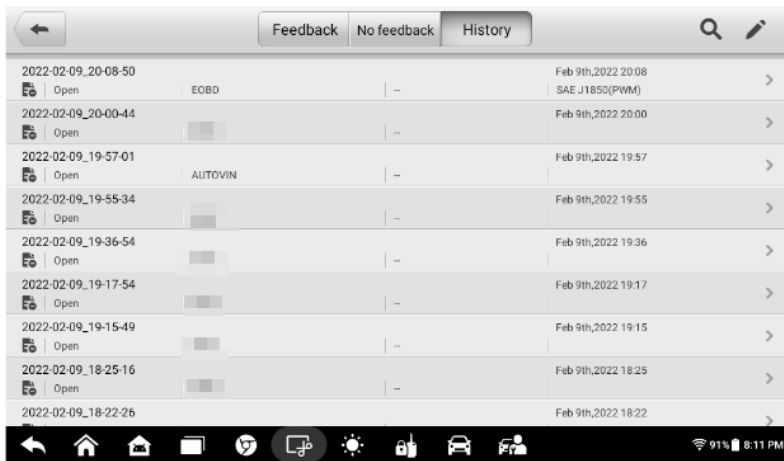 Feedback No feedback History
2022-02-09_20-08-50 Feb 9th,2022 20:08
Open EOBD -- SAE J1850(PWM)
2022-02-09_20-00-44 Feb 9th,2022 20:00
Open --
2022-02-09_19-57-01 Feb 9th,2022 19:57
Open AUTOVIN --
2022-02-09_19-55-34 Feb 9th,2022 19:55
Open --
2022-02-09_19-36-54 Feb 9th,2022 19:36
Open --
2022-02-09_19-17-54 Feb 9th,2022 19:17
Open --
2022-02-09_19-15-49 Feb 9th,2022 19:15
Open --
2022-02-09_18-25-16 Feb 9th,2022 18:25
Open --
2022-02-09_18-22-26 Feb 9th,2022 18:22
91% 8:11 PM